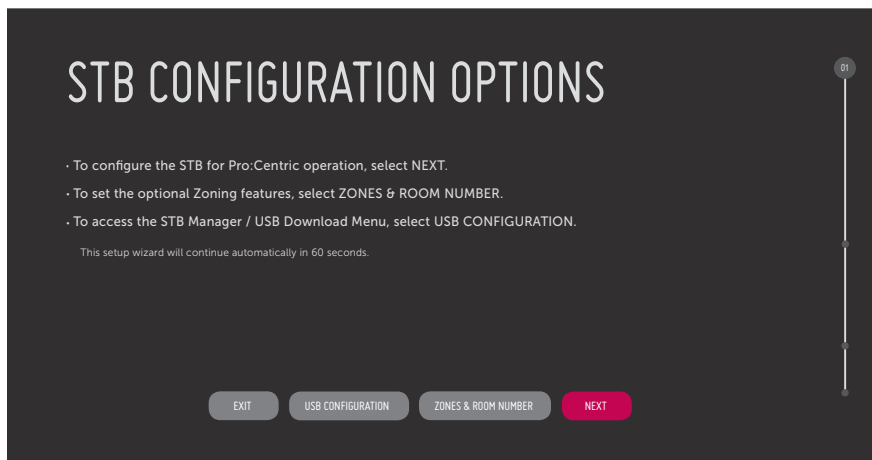 STB CONFIGURATION OPTIONS
01
· To configure the STB for Pro:Centric operation, select NEXT.
· To set the optional Zoning features, select ZONES & ROOM NUMBER.
· To access the STB Manager / USB Download Menu, select USB CONFIGURATION.
This setup wizard will continue automatically in 60 seconds.
EXIT USB CONFIGURATION ZONES & ROOM NUMBER NEXT